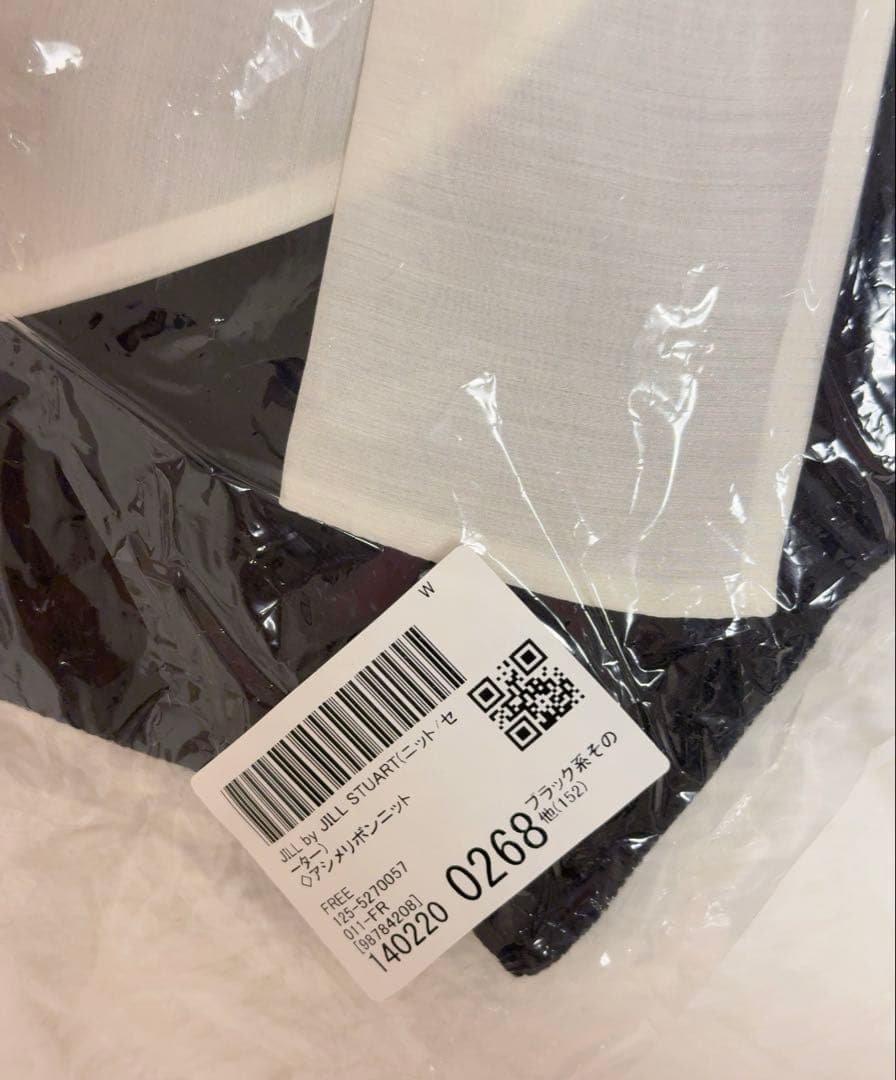 W
JILL by JILL STUART(ニット/セ
ーター)
◇アシメリボンニット
FREE
125-5270057
011-FR
[98784208]
140220 0268
ブラック系その
他(152)